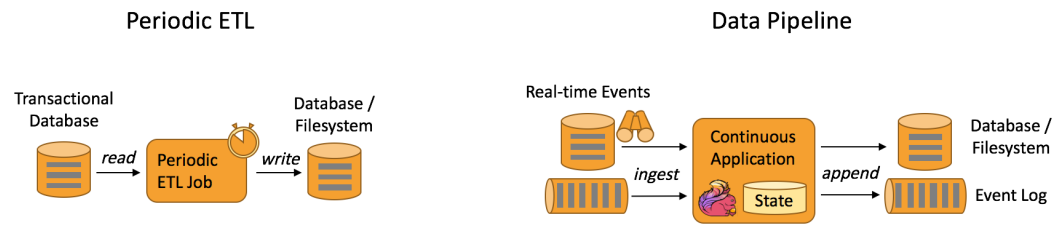 Periodic ETL
Transactional
Database
read
Periodic
ETL Job
write
Database /
Filesystem
Data Pipeline
Real-time Events
ingest
Continuous
Application
State
append
Database /
Filesystem
Event Log